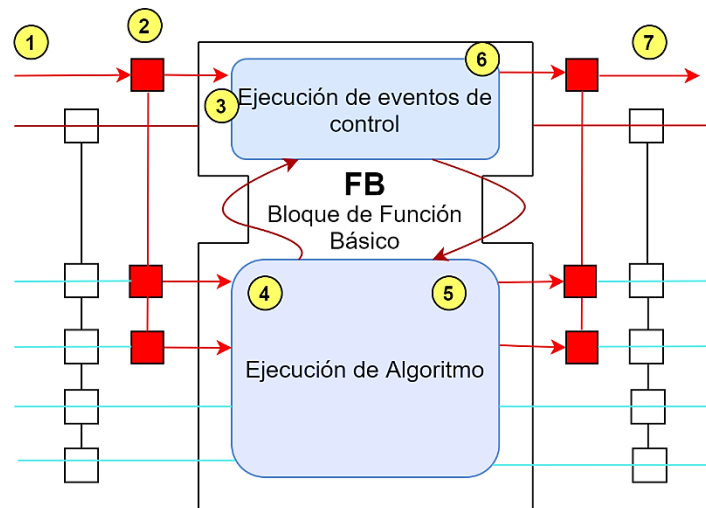 1
2
6
7
3
Ejecución de eventos de
control
FB
Bloque de Función
Básico
4
5
Ejecución de Algoritmo